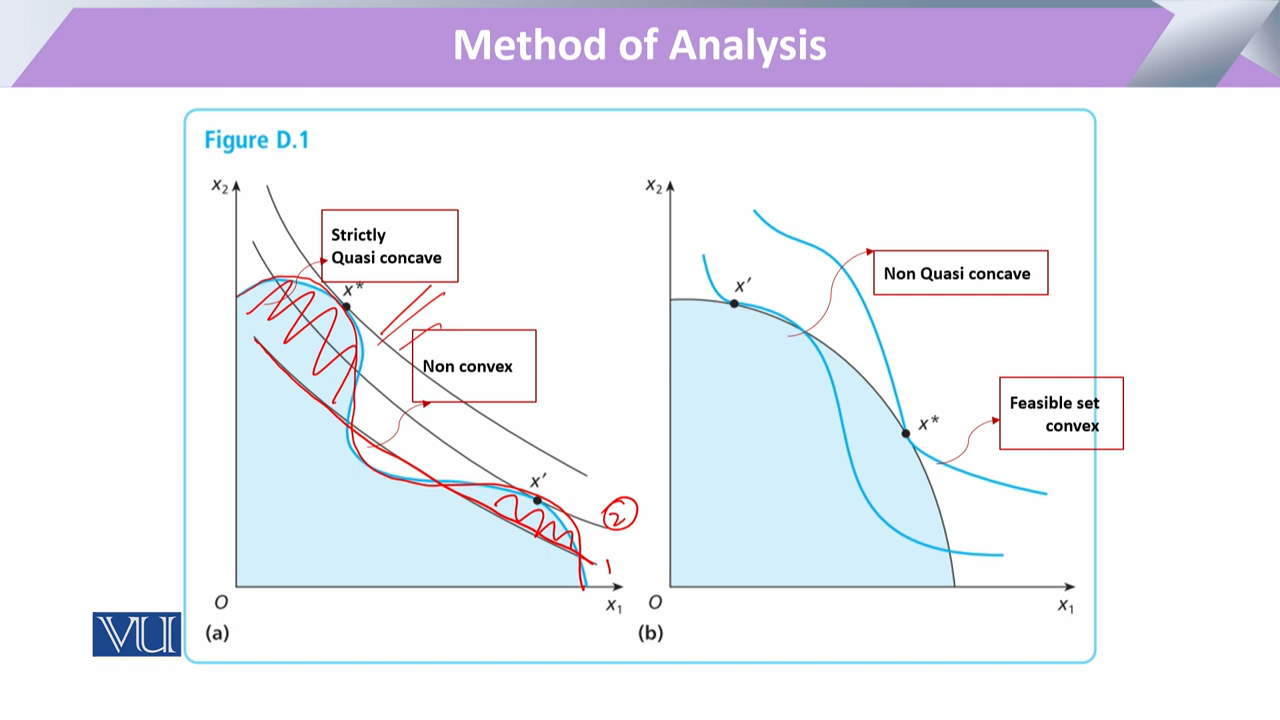 Method of Analysis
Figure D.1
x₂
Strictly
Quasi concave
x*
Non convex
x′
2
1
O
x₁
(a)
x₂
Non Quasi concave
x′
Feasible set
convex
x*
O
x₁
(b)
VU